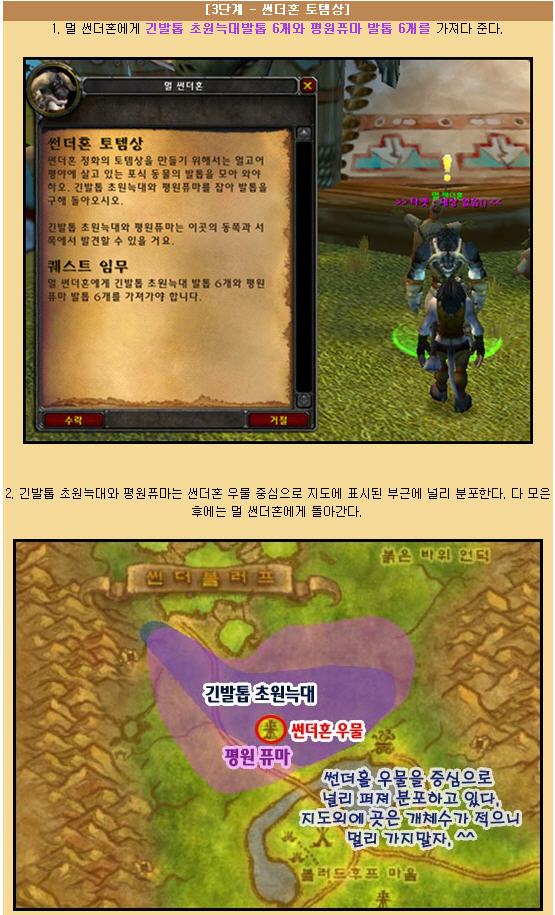 [3단계 - 썬더혼 토템상]
1. 멀 썬더혼에게 긴발톱 초원늑대발톱 6개와 평원퓨마 발톱 6개를 가져다 준다.
멀 썬더혼
썬더혼 토템상
썬더혼 정화의 토템상을 만들기 위해서는 멀고어
평야에 살고 있는 포식 동물의 발톱을 모아 와야
하오. 긴발톱 초원늑대와 평원퓨마를 잡아 발톱을
구해 돌아오시오.
긴발톱 초원늑대와 평원퓨마는 이곳의 동쪽과 서
쪽에서 발견할 수 있을 거요.
퀘스트 임무
멀 썬더혼에게 긴발톱 초원늑대 발톱 6개와 평원
퓨마 발톱 6개를 가져가야 합니다.
수락
거절
멀 썬더혼
>> 타겟 : 대상 없음() <<
2. 긴발톱 초원늑대와 평원퓨마는 썬더혼 우물 중심으로 지도에 표시된 부근에 널리 분포한다. 다 모은
후에는 멀 썬더혼에게 돌아간다.
붉은 바위 언덕
썬더블러프
긴발톱 초원늑대
썬더혼 우물
평원 퓨마
썬더홀 우물을 중심으로
널리 퍼져 분포하고 있다.
지도외에 곳은 개체수가 적으니
멀리 가지말자. ^^
블러드후프 마을